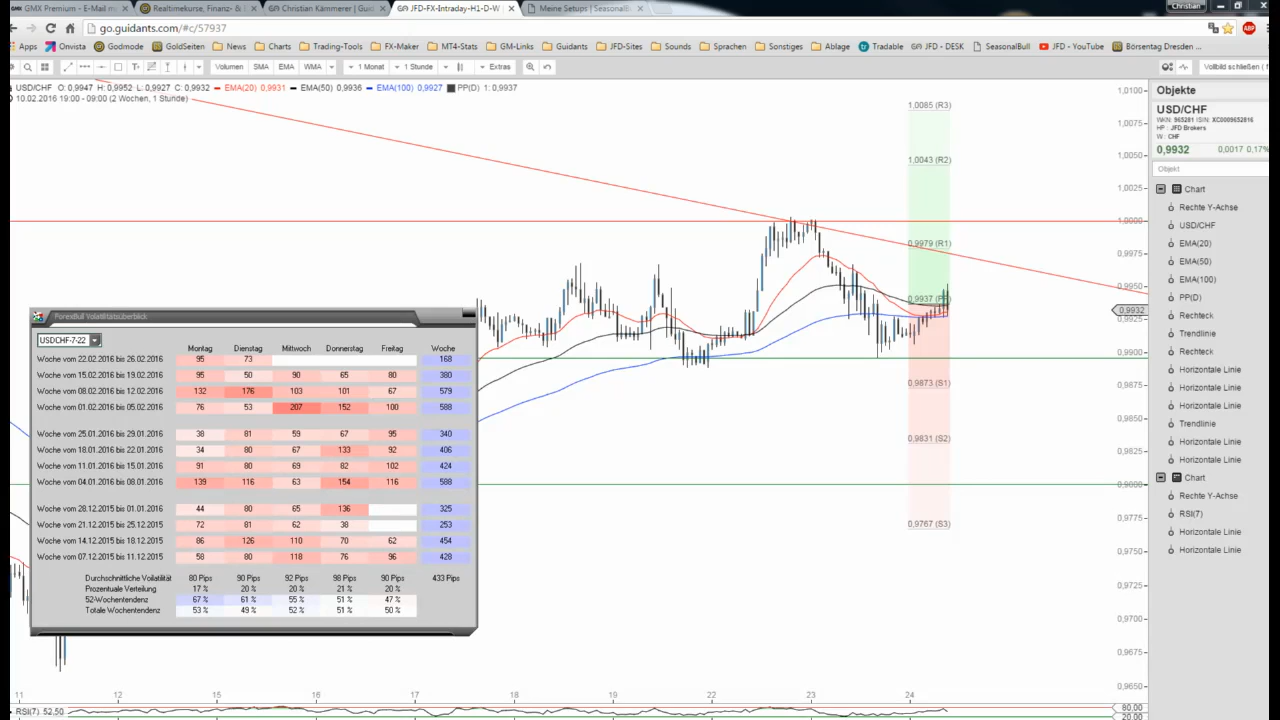 GMX Premium - E-Mail
Realtimekurse, Finanz- &
Christian Kämmerer | Gui
JFD-FX-Intraday-H1-D-W
Meine Setups | Seasonall
Christian
go.guidants.com/#c/57937
Apps Onvista Godmode GoldSeiten News Charts Trading-Tools FX-Maker MT4-Stats GM-Links Guidants JFD-Sites Sounds Sprachen Sonstiges Ablage Tradable JFD - DESK SeasonalBull JFD - YouTube Börsentag Dresden ...
Volumen SMA EMA WMA 1 Monat 1 Stunde Extras Vollbild schließen (
USD/CHF O: 0,9947 H: 0,9952 L: 0,9927 C: 0,9932 EMA(20) 0,9931 EMA(50) 0,9936 EMA(100) 0,9927 PP(D) 1: 0,9937
10.02.2016 19:00 - 09:00 (2 Wochen, 1 Stunde)
1,0085 (R3)
1,0043 (R2)
0,9979 (R1)
0,9937 (PP)
0,9873 (S1)
0,9831 (S2)
0,9767 (S3)
1,0100
1,0075
1,0050
1,0025
1,0000
0,9975
0,9950
0,9932
0,9925
0,9900
0,9875
0,9850
0,9825
0,9800
0,9775
0,9750
0,9725
0,9700
0,9675
0,9650
ForexBull Volatilitätsüberblick
USDCHF-7-22
Montag Dienstag Mittwoch Donnerstag Freitag Woche
Woche vom 22.02.2016 bis 26.02.2016 95 73 168
Woche vom 15.02.2016 bis 19.02.2016 95 50 90 65 80 380
Woche vom 08.02.2016 bis 12.02.2016 132 176 103 101 67 579
Woche vom 01.02.2016 bis 05.02.2016 76 53 207 152 100 588
Woche vom 25.01.2016 bis 29.01.2016 38 81 59 67 95 340
Woche vom 18.01.2016 bis 22.01.2016 34 80 67 133 92 406
Woche vom 11.01.2016 bis 15.01.2016 91 80 69 82 102 424
Woche vom 04.01.2016 bis 08.01.2016 139 116 63 154 116 588
Woche vom 28.12.2015 bis 01.01.2016 44 80 65 136 325
Woche vom 21.12.2015 bis 25.12.2015 72 81 62 38 253
Woche vom 14.12.2015 bis 18.12.2015 86 126 110 70 62 454
Woche vom 07.12.2015 bis 11.12.2015 58 80 118 76 96 428
Durchschnittliche Volatilität 80 Pips 90 Pips 92 Pips 98 Pips 90 Pips 433 Pips
Prozentuale Verteilung 17 % 20 % 20 % 21 % 20 %
52-Wochentendenz 67 % 61 % 55 % 51 % 47 %
Totale Wochentendenz 53 % 49 % 52 % 51 % 50 %
11 12 15 16 17 18 19 22 23 24
RSI(7) 52,50
80.00
20.00
Objekte
USD/CHF
WKN: 965281 ISIN: XC0009652816
HP : JFD Brokers
W : CHF
0,9932 0,0017 0,17%
Objekt
Chart
Rechte Y-Achse
USD/CHF
EMA(20)
EMA(50)
EMA(100)
PP(D)
Rechteck
Trendlinie
Rechteck
Horizontale Linie
Horizontale Linie
Horizontale Linie
Trendlinie
Horizontale Linie
Horizontale Linie
Chart
Rechte Y-Achse
RSI(7)
Horizontale Linie
Horizontale Linie